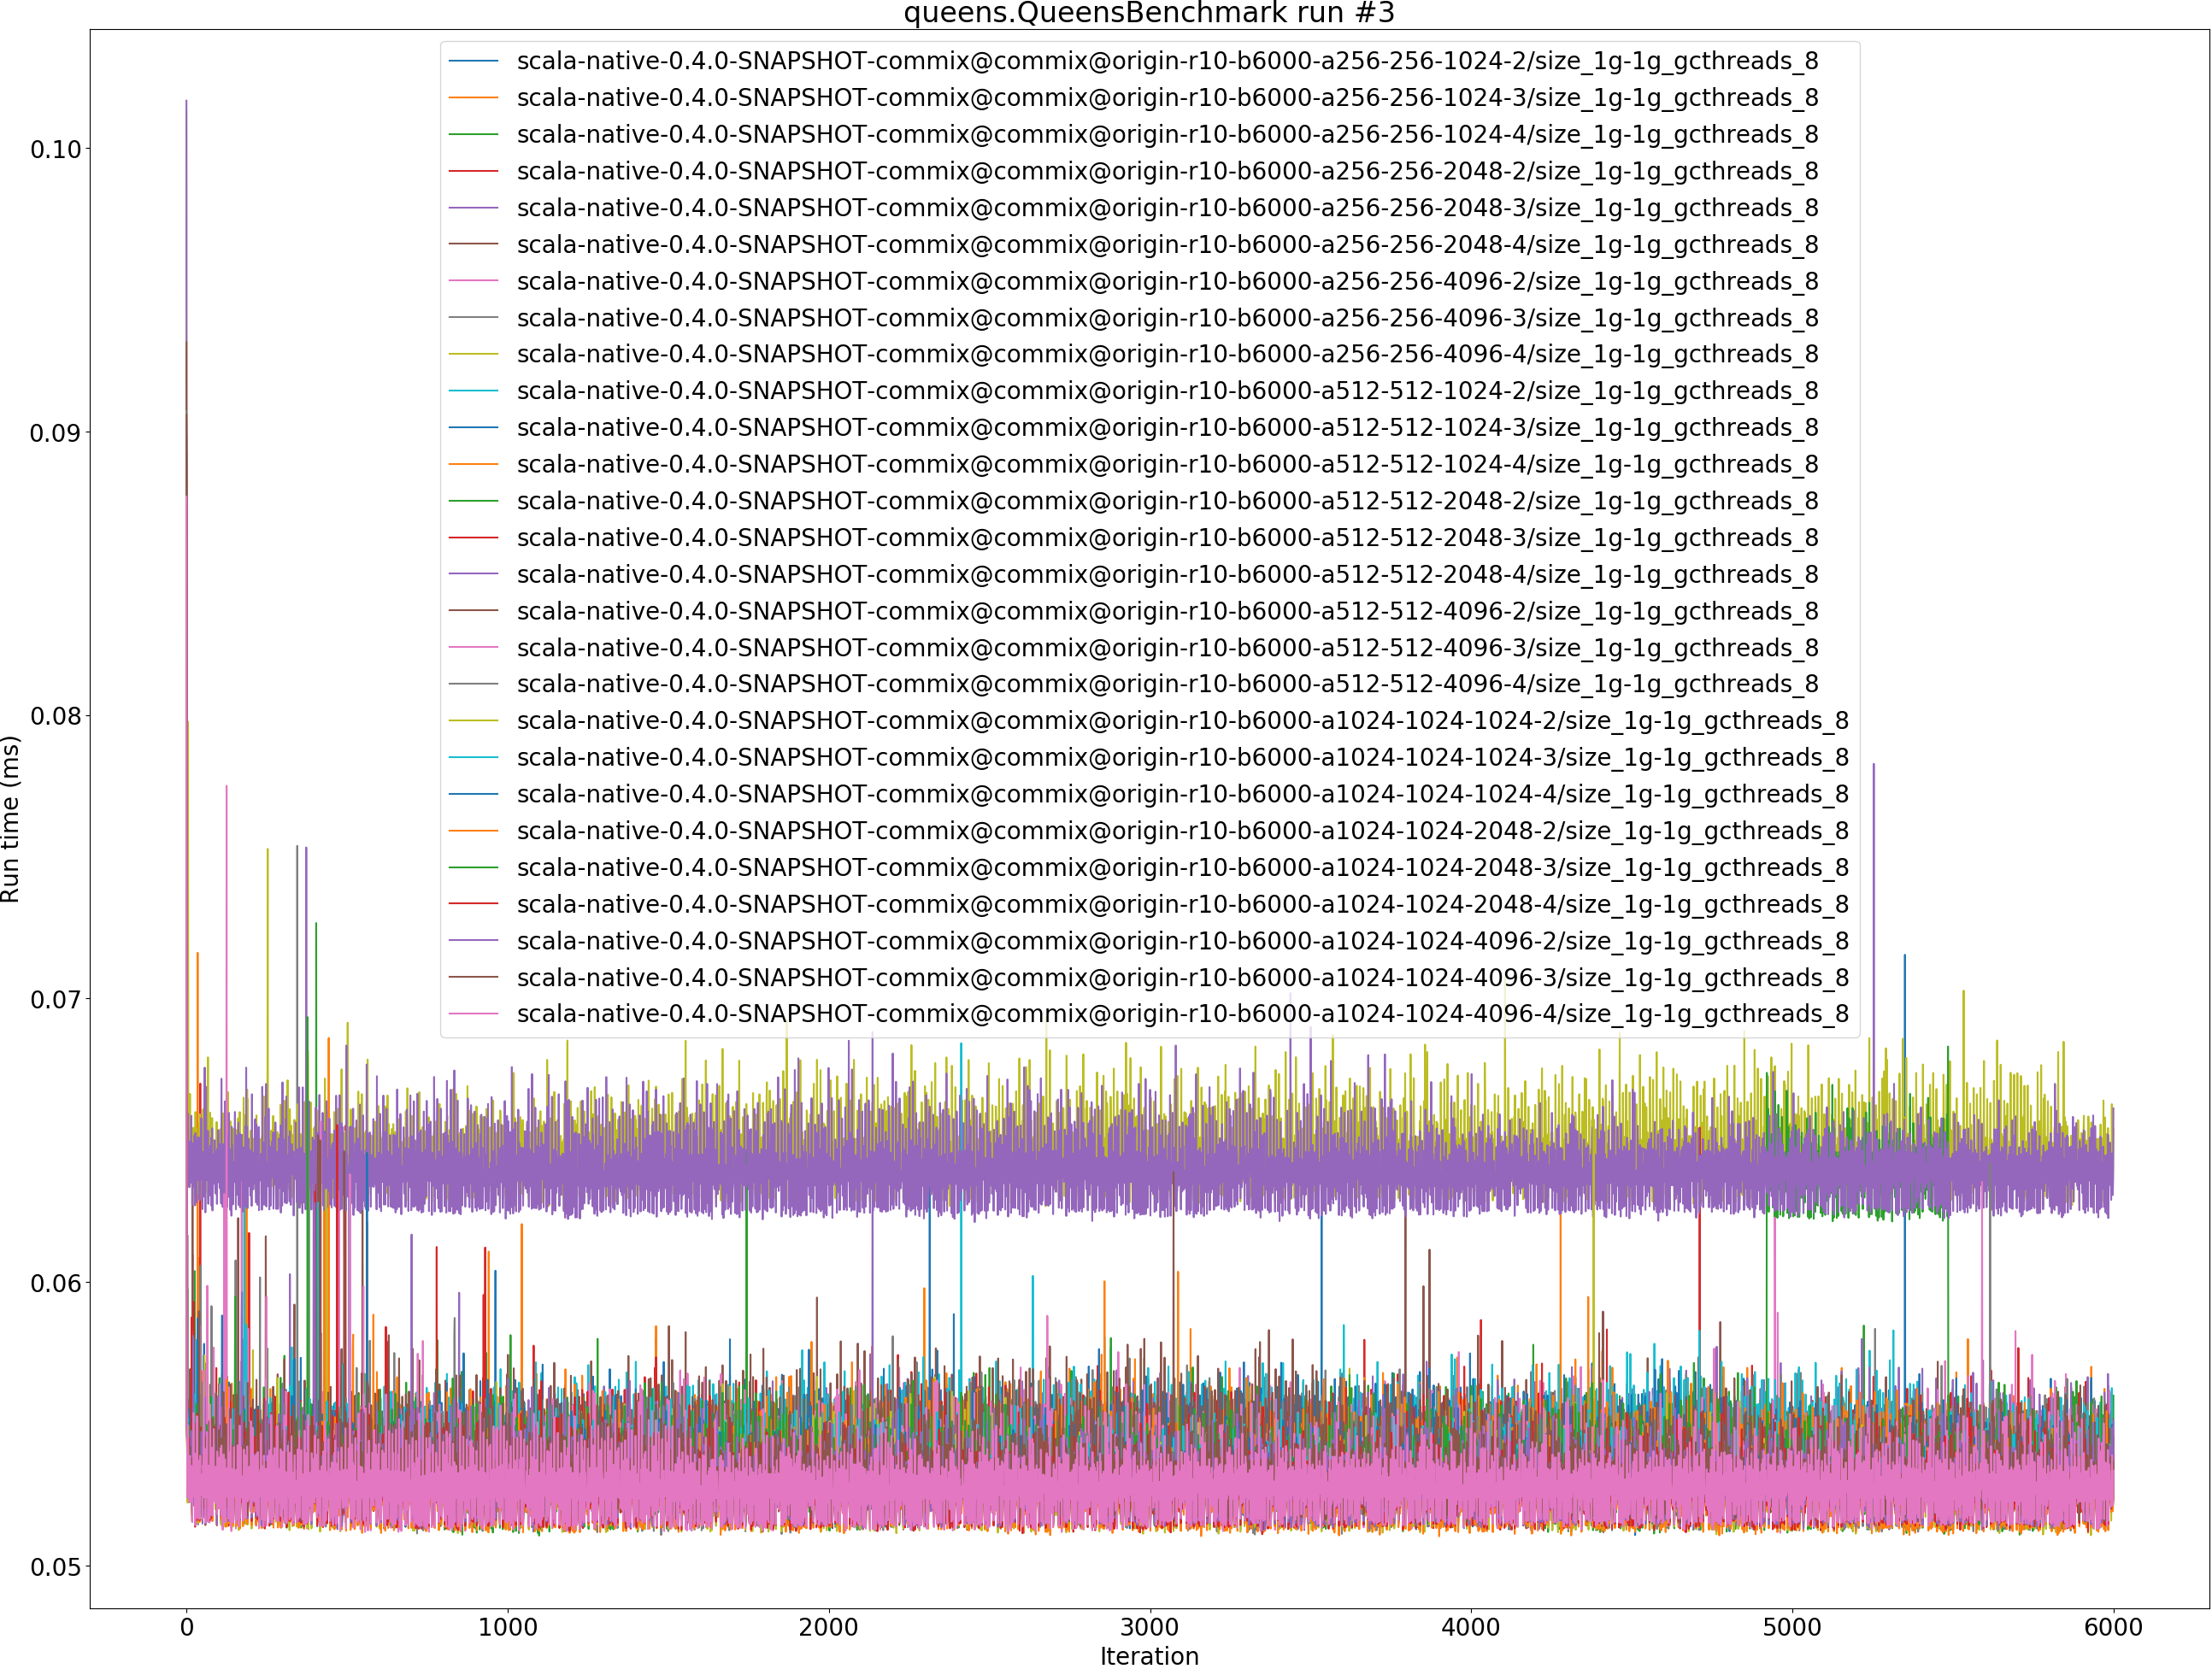 queens.QueensBenchmark run #3
scala-native-0.4.0-SNAPSHOT-commix@commix@origin-r10-b6000-a256-256-1024-2/size_1g-1g_gcthreads_8
scala-native-0.4.0-SNAPSHOT-commix@commix@origin-r10-b6000-a256-256-1024-3/size_1g-1g_gcthreads_8
scala-native-0.4.0-SNAPSHOT-commix@commix@origin-r10-b6000-a256-256-1024-4/size_1g-1g_gcthreads_8
scala-native-0.4.0-SNAPSHOT-commix@commix@origin-r10-b6000-a256-256-2048-2/size_1g-1g_gcthreads_8
scala-native-0.4.0-SNAPSHOT-commix@commix@origin-r10-b6000-a256-256-2048-3/size_1g-1g_gcthreads_8
scala-native-0.4.0-SNAPSHOT-commix@commix@origin-r10-b6000-a256-256-2048-4/size_1g-1g_gcthreads_8
scala-native-0.4.0-SNAPSHOT-commix@commix@origin-r10-b6000-a256-256-4096-2/size_1g-1g_gcthreads_8
scala-native-0.4.0-SNAPSHOT-commix@commix@origin-r10-b6000-a256-256-4096-3/size_1g-1g_gcthreads_8
scala-native-0.4.0-SNAPSHOT-commix@commix@origin-r10-b6000-a256-256-4096-4/size_1g-1g_gcthreads_8
scala-native-0.4.0-SNAPSHOT-commix@commix@origin-r10-b6000-a512-512-1024-2/size_1g-1g_gcthreads_8
scala-native-0.4.0-SNAPSHOT-commix@commix@origin-r10-b6000-a512-512-1024-3/size_1g-1g_gcthreads_8
scala-native-0.4.0-SNAPSHOT-commix@commix@origin-r10-b6000-a512-512-1024-4/size_1g-1g_gcthreads_8
scala-native-0.4.0-SNAPSHOT-commix@commix@origin-r10-b6000-a512-512-2048-2/size_1g-1g_gcthreads_8
scala-native-0.4.0-SNAPSHOT-commix@commix@origin-r10-b6000-a512-512-2048-3/size_1g-1g_gcthreads_8
scala-native-0.4.0-SNAPSHOT-commix@commix@origin-r10-b6000-a512-512-2048-4/size_1g-1g_gcthreads_8
scala-native-0.4.0-SNAPSHOT-commix@commix@origin-r10-b6000-a512-512-4096-2/size_1g-1g_gcthreads_8
scala-native-0.4.0-SNAPSHOT-commix@commix@origin-r10-b6000-a512-512-4096-3/size_1g-1g_gcthreads_8
scala-native-0.4.0-SNAPSHOT-commix@commix@origin-r10-b6000-a512-512-4096-4/size_1g-1g_gcthreads_8
scala-native-0.4.0-SNAPSHOT-commix@commix@origin-r10-b6000-a1024-1024-1024-2/size_1g-1g_gcthreads_8
scala-native-0.4.0-SNAPSHOT-commix@commix@origin-r10-b6000-a1024-1024-1024-3/size_1g-1g_gcthreads_8
scala-native-0.4.0-SNAPSHOT-commix@commix@origin-r10-b6000-a1024-1024-1024-4/size_1g-1g_gcthreads_8
scala-native-0.4.0-SNAPSHOT-commix@commix@origin-r10-b6000-a1024-1024-2048-2/size_1g-1g_gcthreads_8
scala-native-0.4.0-SNAPSHOT-commix@commix@origin-r10-b6000-a1024-1024-2048-3/size_1g-1g_gcthreads_8
scala-native-0.4.0-SNAPSHOT-commix@commix@origin-r10-b6000-a1024-1024-2048-4/size_1g-1g_gcthreads_8
scala-native-0.4.0-SNAPSHOT-commix@commix@origin-r10-b6000-a1024-1024-4096-2/size_1g-1g_gcthreads_8
scala-native-0.4.0-SNAPSHOT-commix@commix@origin-r10-b6000-a1024-1024-4096-3/size_1g-1g_gcthreads_8
scala-native-0.4.0-SNAPSHOT-commix@commix@origin-r10-b6000-a1024-1024-4096-4/size_1g-1g_gcthreads_8
Run time (ms)
0.10
0.09
0.08
0.07
0.06
0.05
0
1000
2000
3000
4000
5000
6000
Iteration